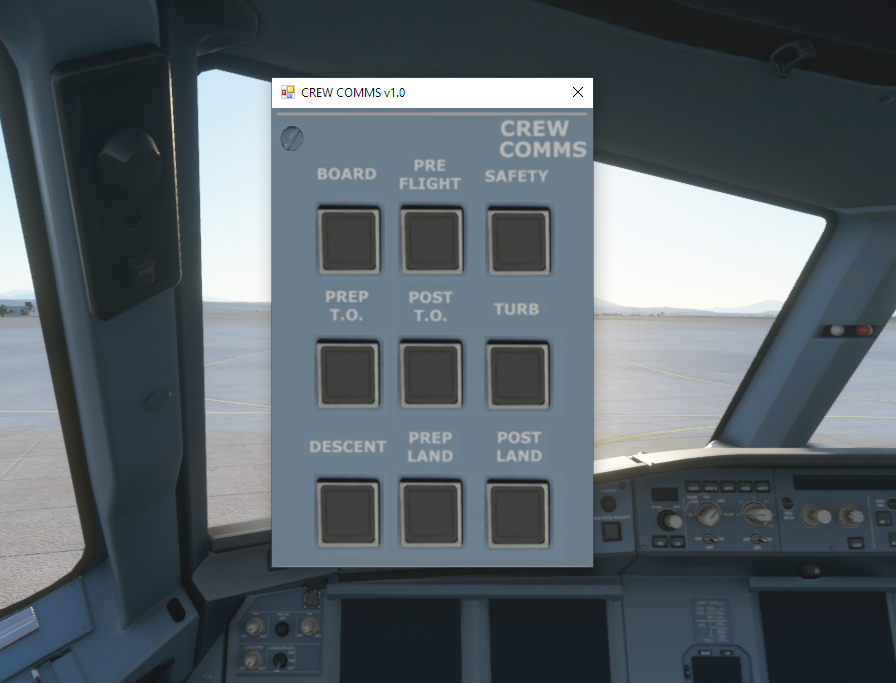 CREW COMMS v1.0
CREW
COMMS
BOARD
PRE
FLIGHT
SAFETY
PREP
T.O.
POST
T.O.
TURB
DESCENT
PREP
LAND
POST
LAND